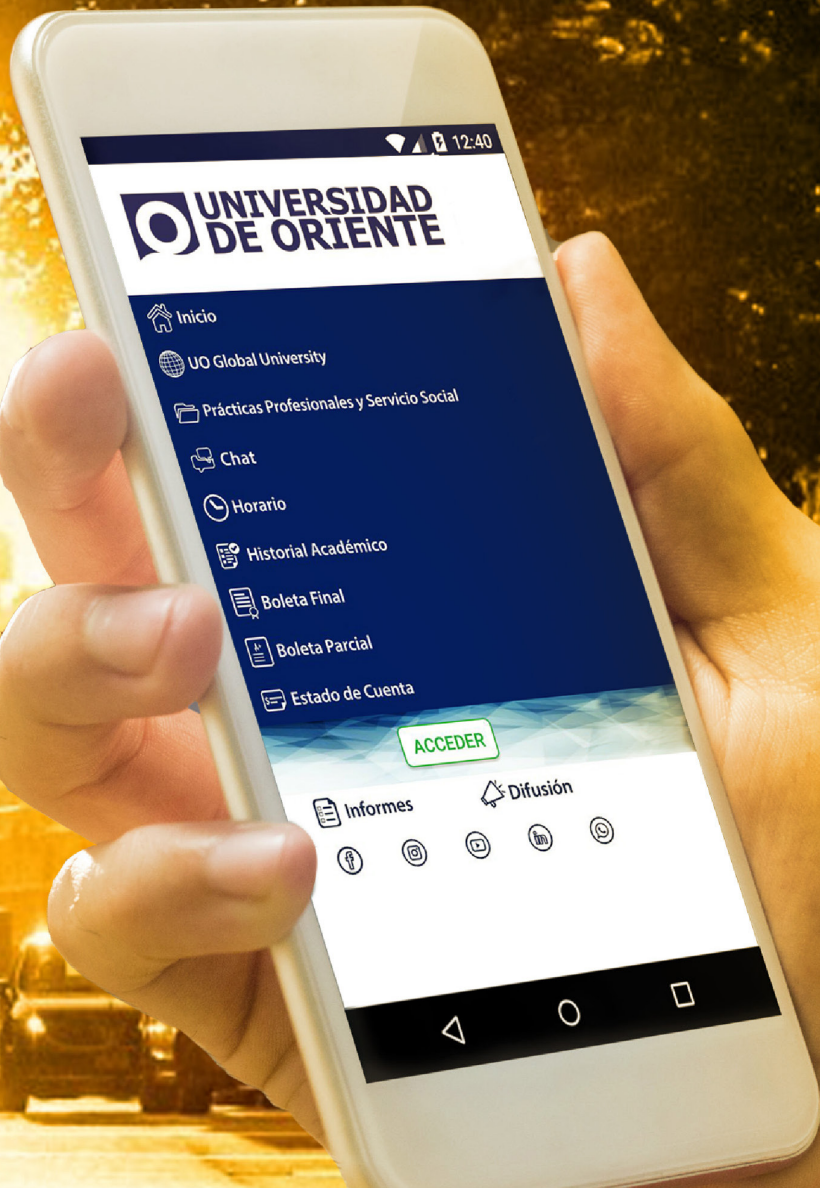 12:40
UNIVERSIDAD
DE ORIENTE
Inicio
UO Global University
Prácticas Profesionales y Servicio Social
Chat
Horario
Historial Académico
Boleta Final
Boleta Parcial
Estado de Cuenta
ACCEDER
Informes
Difusión